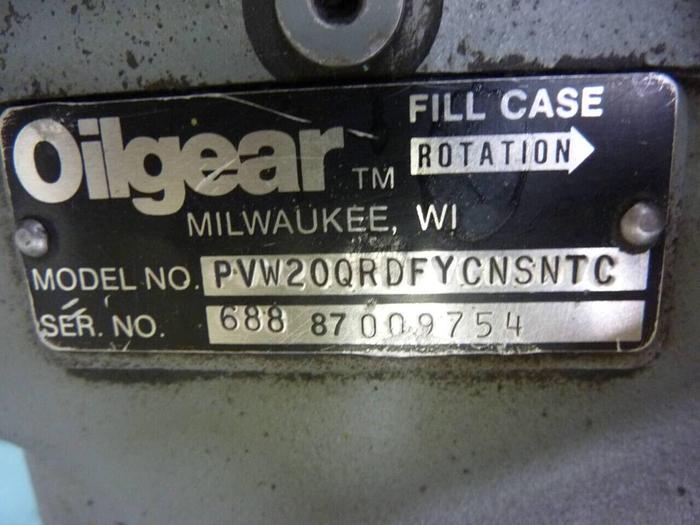 Oilgear TM
FILL CASE
ROTATION
MILWAUKEE, WI
MODEL NO. PVW20QRDFYCNSNTC
SER. NO. 688 87009754